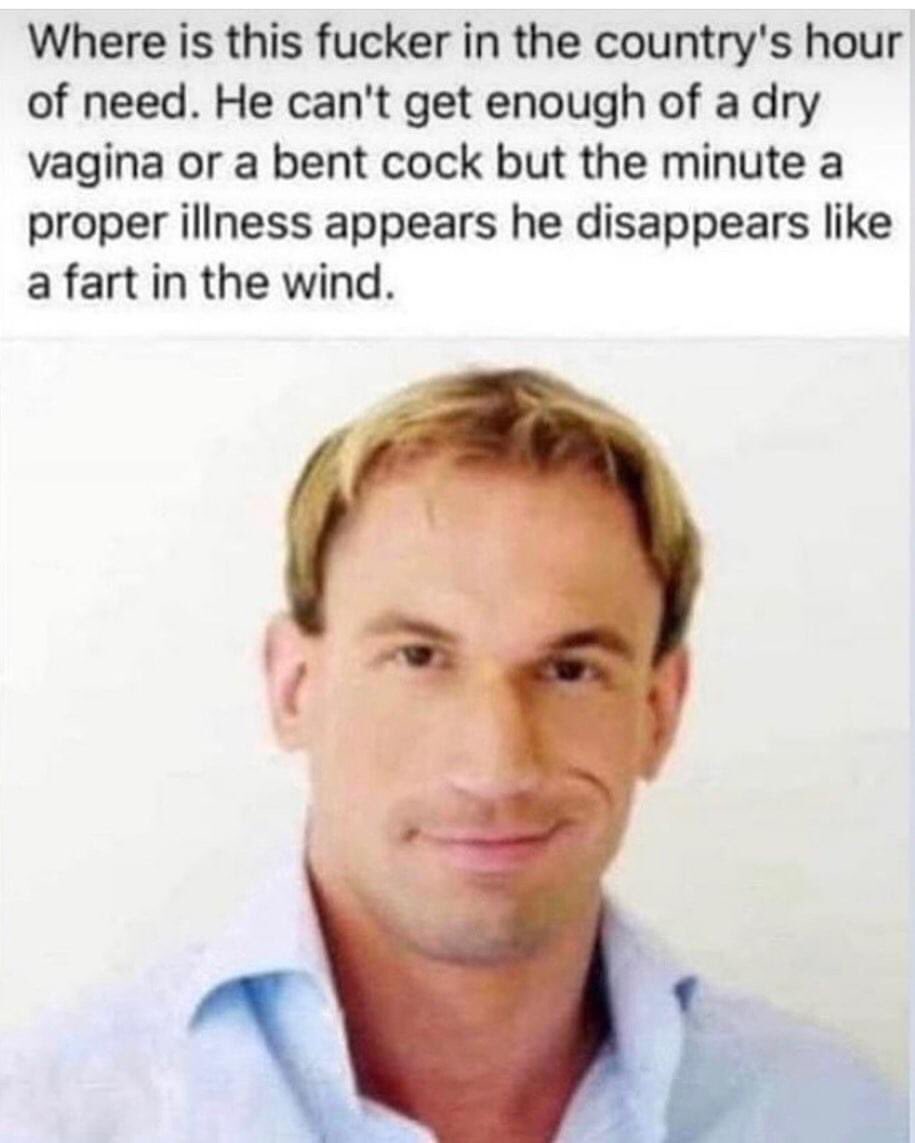 Where is this fucker in the country's hour
of need. He can't get enough of a dry
vagina or a bent cock but the minute a
proper illness appears he disappears like
a fart in the wind.